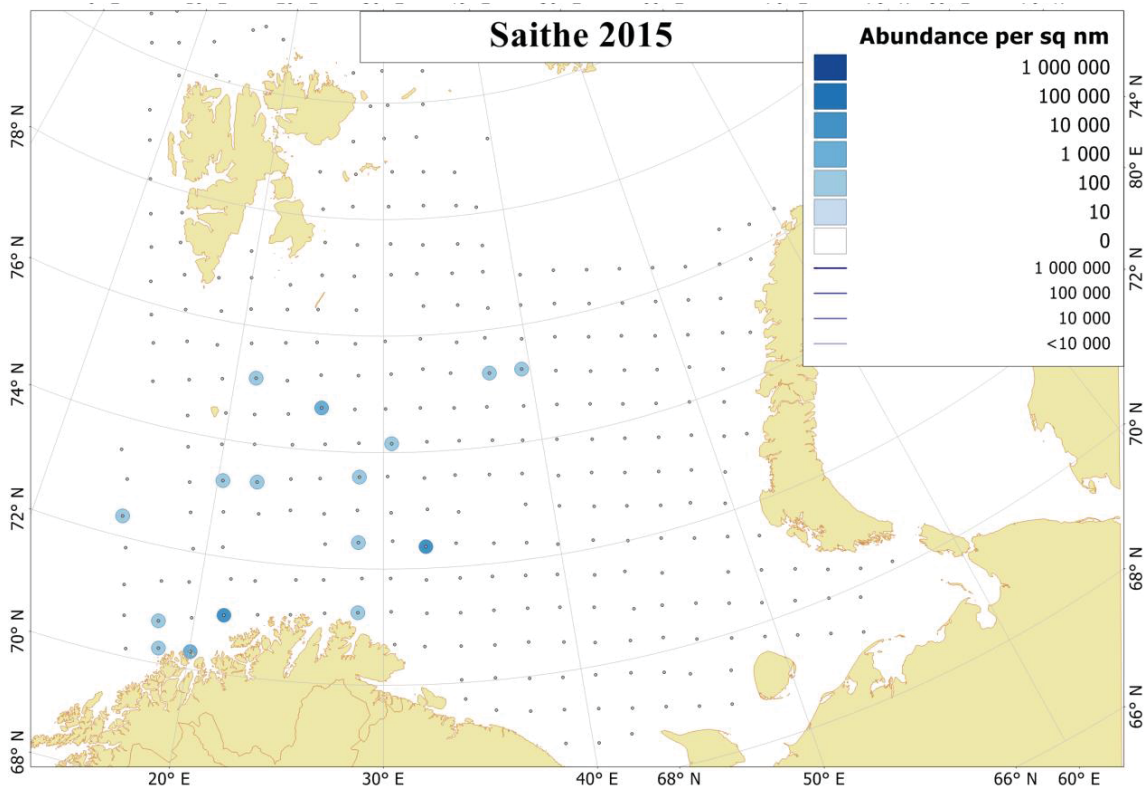 Saithe 2015
Abundance per sq nm
1 000 000
100 000
10 000
1 000
100
10
0
1 000 000
100 000
10 000
<10 000
78° N
76° N
74° N
72° N
70° N
68° N
74° N
80° E
72° N
70° N
68° N
66° N
20° E
30° E
40° E
68° N
50° E
66° N
60° E